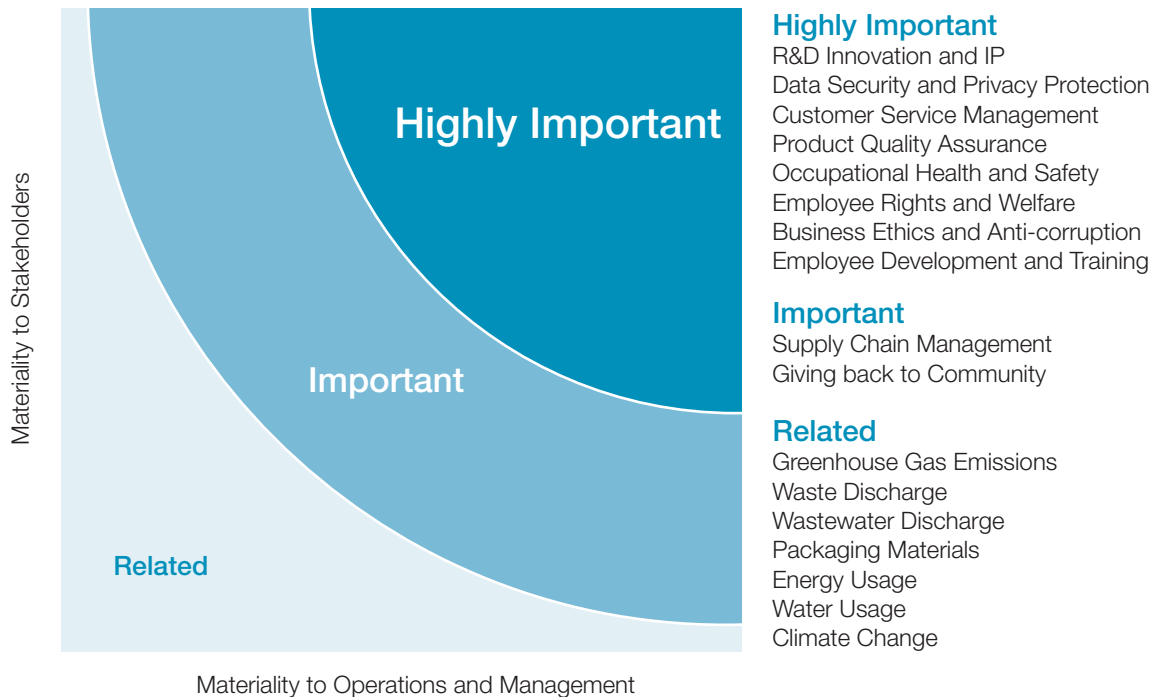 Materiality to Stakeholders
Highly Important
Important
Related
Materiality to Operations and Management
Highly Important
R&D Innovation and IP
Data Security and Privacy Protection
Customer Service Management
Product Quality Assurance
Occupational Health and Safety
Employee Rights and Welfare
Business Ethics and Anti-corruption
Employee Development and Training
Important
Supply Chain Management
Giving back to Community
Related
Greenhouse Gas Emissions
Waste Discharge
Wastewater Discharge
Packaging Materials
Energy Usage
Water Usage
Climate Change